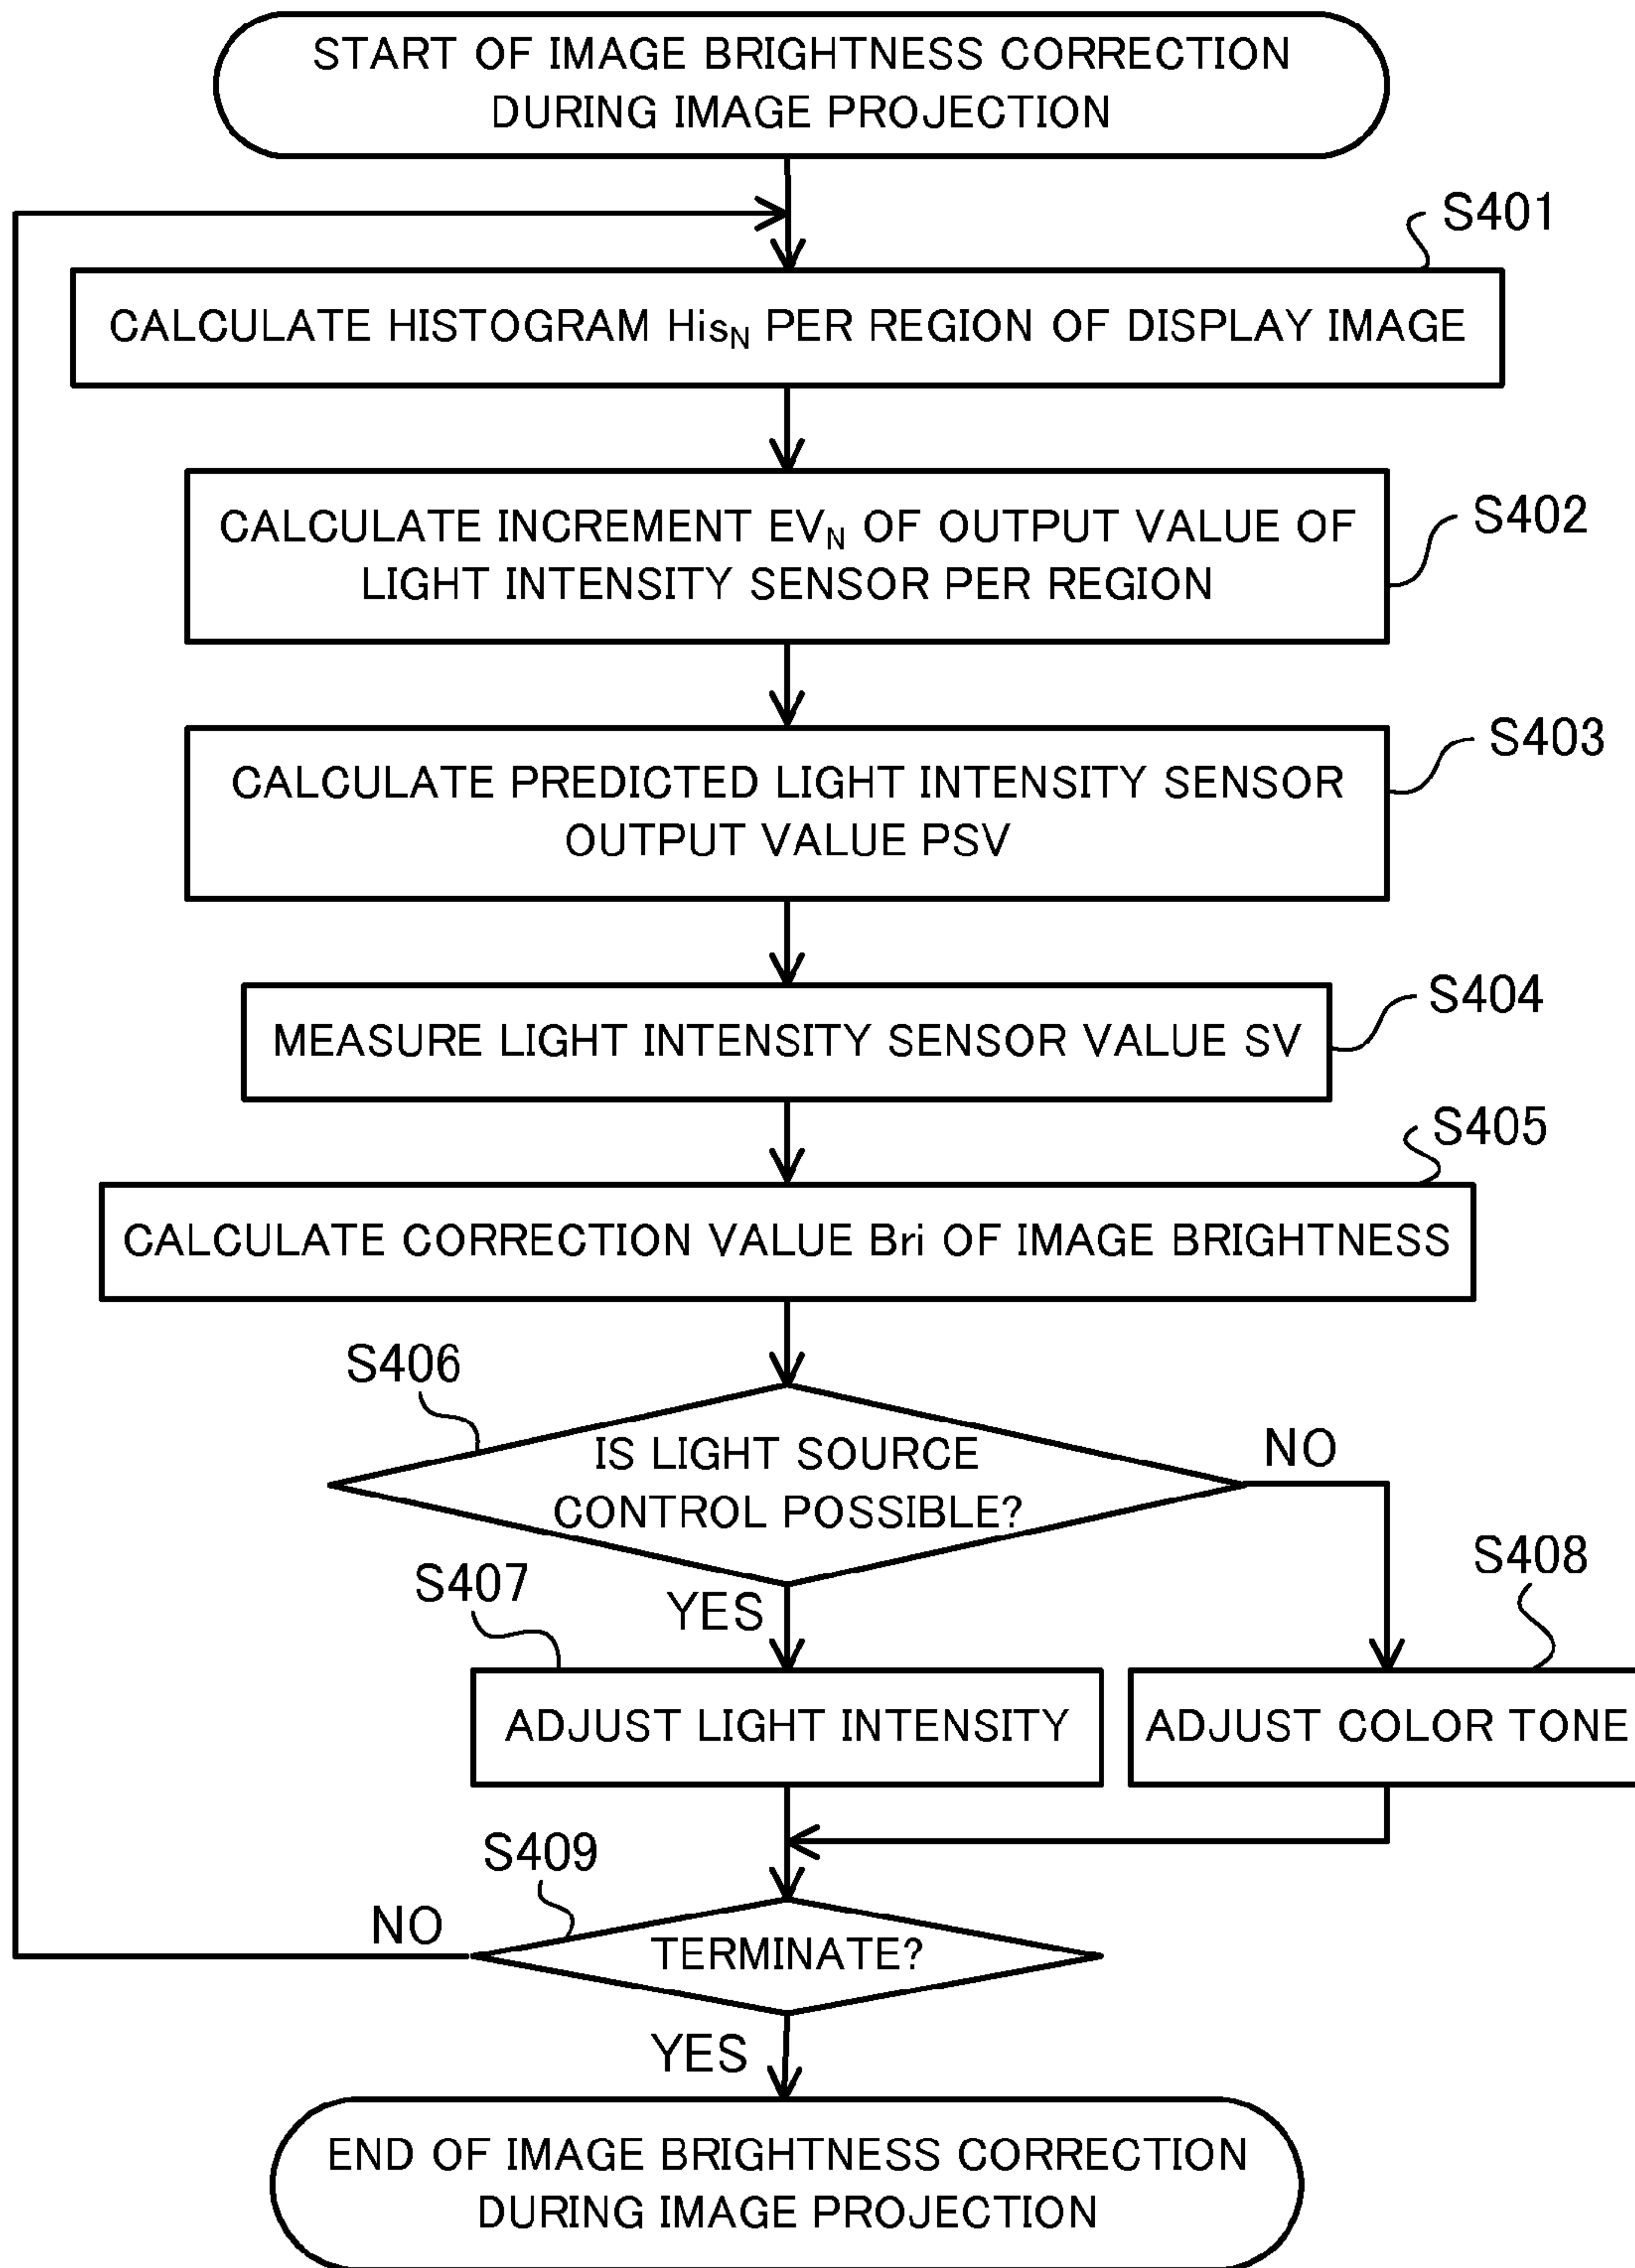 START OF IMAGE BRIGHTNESS CORRECTION
DURING IMAGE PROJECTION
S401
CALCULATE HISTOGRAM HisN PER REGION OF DISPLAY IMAGE
S402
CALCULATE INCREMENT EVN OF OUTPUT VALUE OF
LIGHT INTENSITY SENSOR PER REGION
S403
CALCULATE PREDICTED LIGHT INTENSITY SENSOR
OUTPUT VALUE PSV
S404
MEASURE LIGHT INTENSITY SENSOR VALUE SV
S405
CALCULATE CORRECTION VALUE Bri OF IMAGE BRIGHTNESS
S406
IS LIGHT SOURCE
CONTROL POSSIBLE?
NO
YES
S407
ADJUST LIGHT INTENSITY
S408
ADJUST COLOR TONE
S409
TERMINATE?
NO
YES
END OF IMAGE BRIGHTNESS CORRECTION
DURING IMAGE PROJECTION